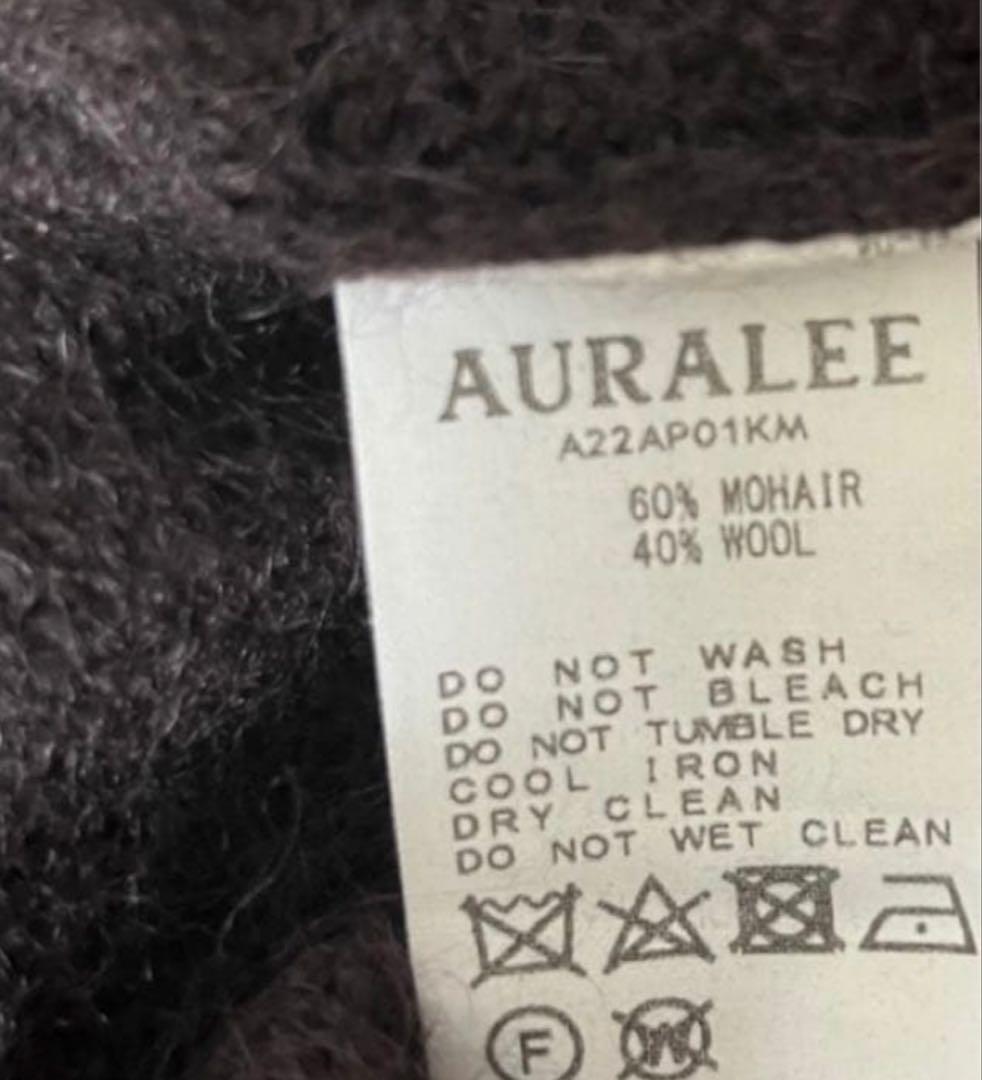 AURALEE
A22AP01KM
60% MOHAIR
40% WOOL
DO NOT WASH
DO NOT BLEACH
DO NOT TUMBLE DRY
COOL IRON
DRY CLEAN
DO NOT WET CLEAN
F
W